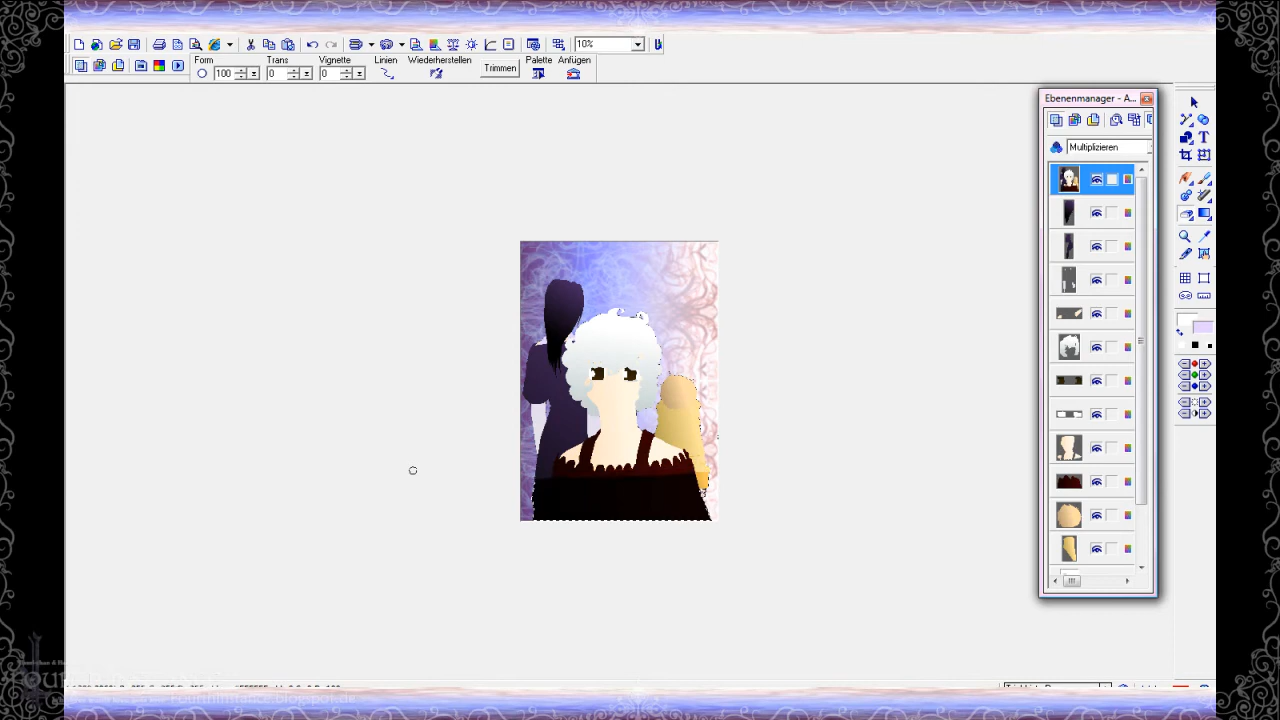 10%
Form Trans Vignette Linien Wiederherstellen Trimmen Palette Anfügen
100 0 0
Ebenenmanager - A...
Multiplizieren
T